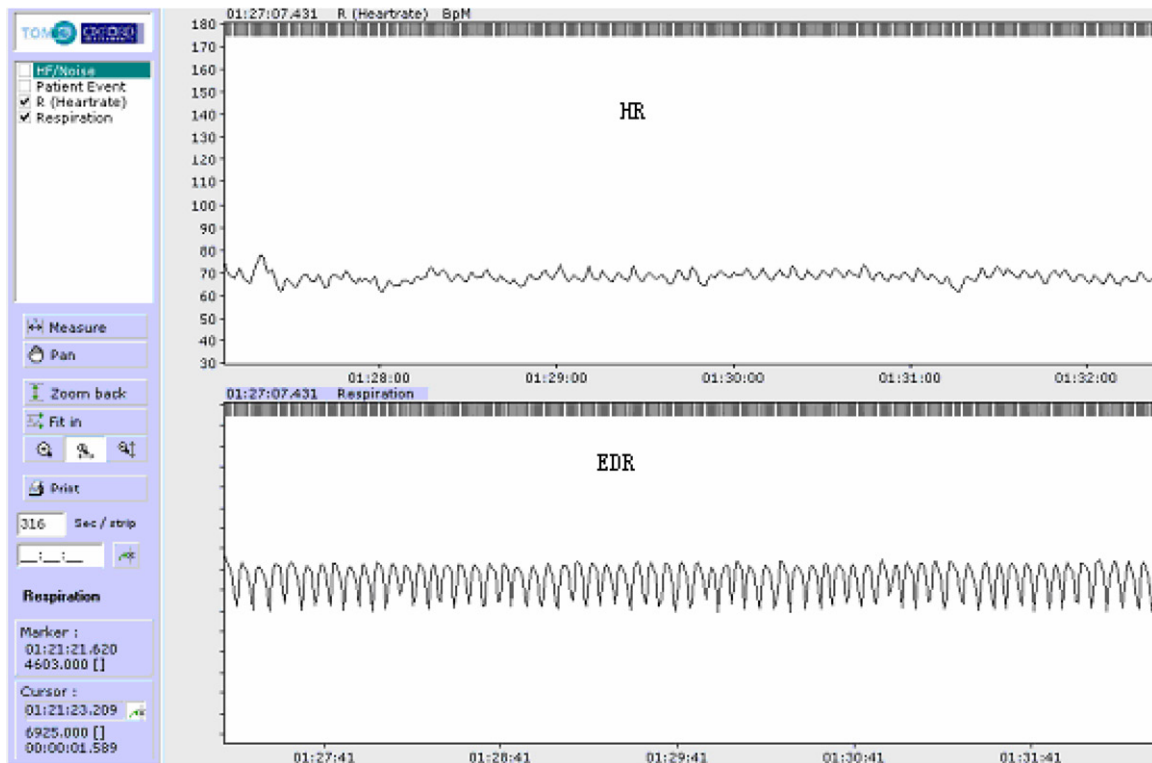 TOM
OXFORD
HF/Noise
Patient Event
R (Heartrate)
Respiration
Measure
Pan
Zoom back
Fit in
Print
316 Sec / strip
__:__:__
Respiration
Marker :
01:21:21.620
4603.000 []
Cursor :
01:21:23.209
6925.000 []
00:00:01.589
01:27:07.431 R (Heartrate) BpM
180
170
160
150
140
130
120
110
100
90
80
70
60
50
40
30
HR
01:28:00 01:29:00 01:30:00 01:31:00 01:32:00
01:27:07.431 Respiration
EDR
01:27:41 01:28:41 01:29:41 01:30:41 01:31:41